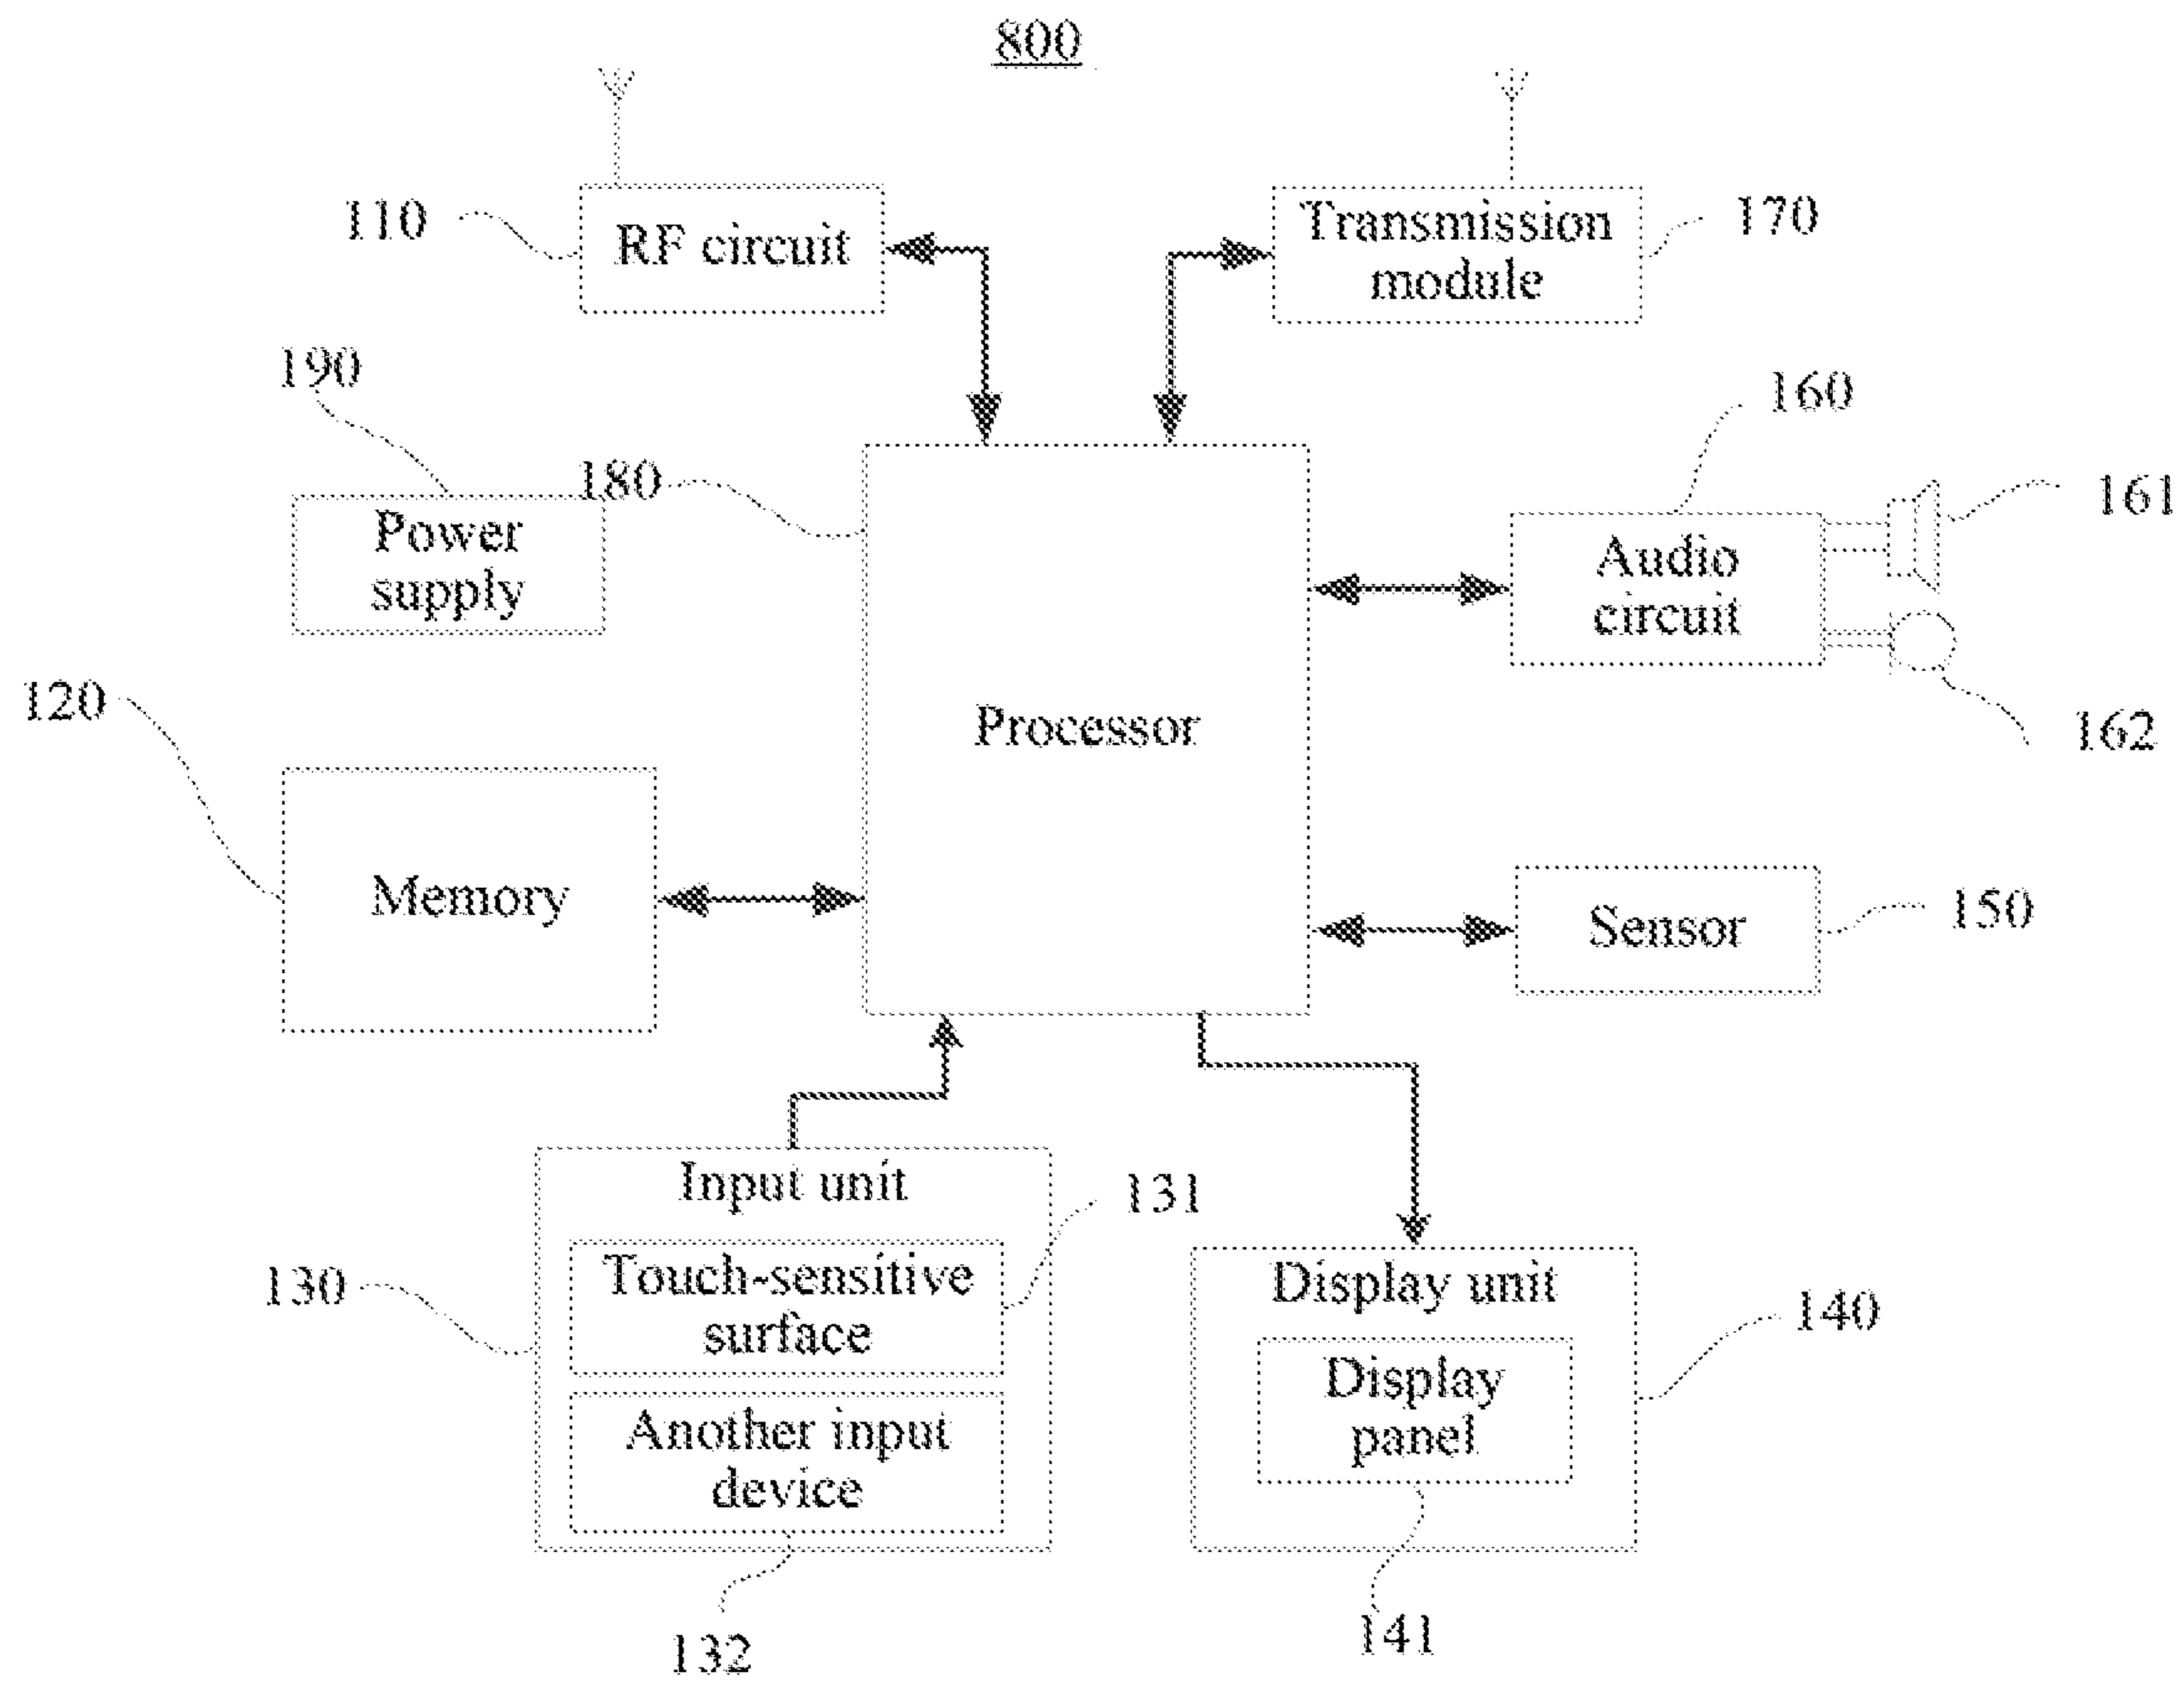 800
110
RF circuit
Transmission
module
170
190
180
Power
supply
160
161
Audio
circuit
162
120
Processor
Memory
Sensor
150
Input unit
131
130
Touch-sensitive
surface
Another input
device
132
Display unit
140
Display
panel
141